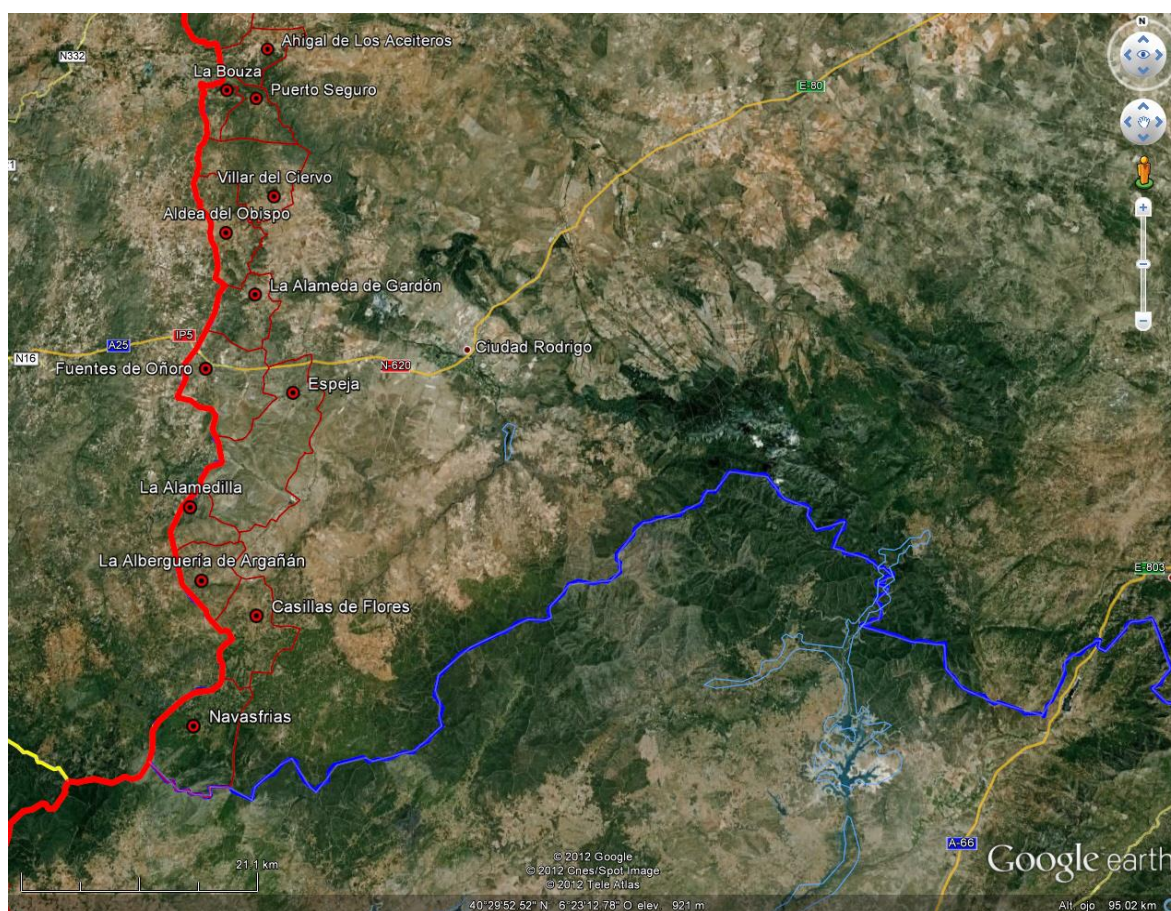 N
Ahigal de Los Aceiteros
N332
La Bouza
Puerto Seguro
E-80
Villar del Ciervo
Aldea del Obispo
La Alameda de Gardón
IP5
A25
N16
Fuentes de Oñoro
N-620
Ciudad Rodrigo
Espeja
La Alamedilla
La Alberguería de Argañán
E-803
Casillas de Flores
Navasfrias
A-66
21.1 km
© 2012 Google
© 2012 Cnes/Spot Image
© 2012 Tele Atlas
Google earth
40°29'52.52" N 6°23'12.78" O elev. 921 m
Alt. ojo 95.02 km